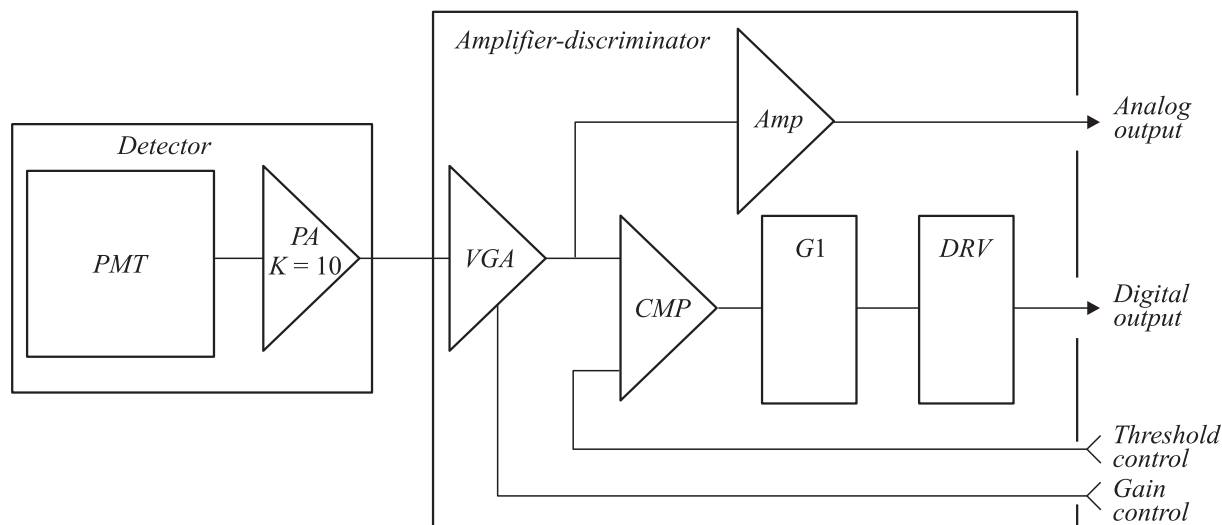 Amplifier-discriminator
Detector
PMT
PA
K = 10
VGA
Amp
CMP
G1
DRV
Analog
output
Digital
output
Threshold
control
Gain
control